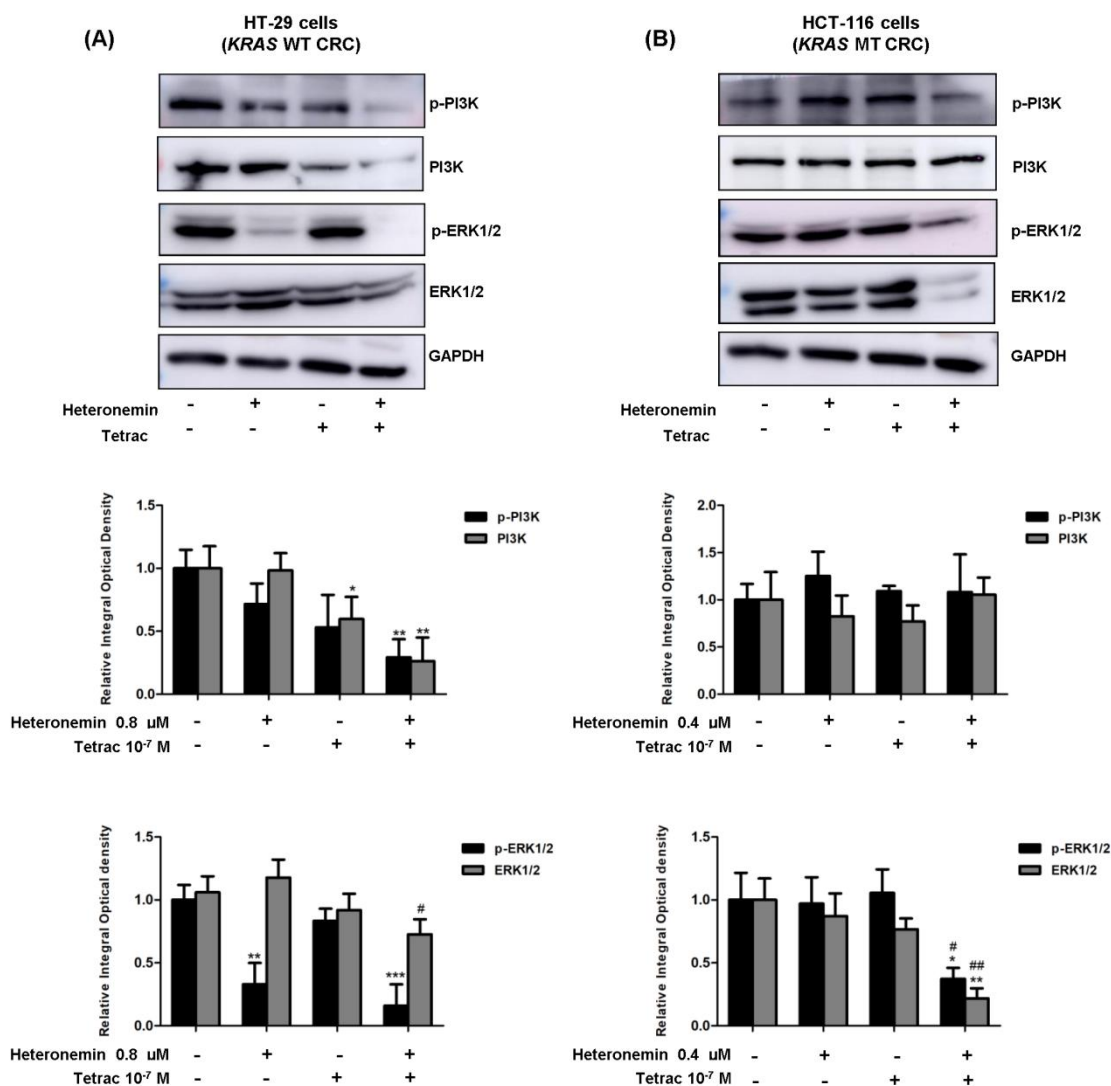 (A)
HT-29 cells
(KRAS WT CRC)
p-PI3K
PI3K
p-ERK1/2
ERK1/2
GAPDH
Heteronemin - + - +
Tetrac - - + +
(B)
HCT-116 cells
(KRAS MT CRC)
p-PI3K
PI3K
p-ERK1/2
ERK1/2
GAPDH
Heteronemin - + - +
Tetrac - - + +
Relative Integral Optical Density
1.5
1.0
0.5
0.0
p-PI3K
PI3K
*
** **
Heteronemin 0.8 µM - + - +
Tetrac 10⁻⁷ M - - + +
Relative Integral Optical Density
2.0
1.5
1.0
0.5
0.0
p-PI3K
PI3K
Heteronemin 0.4 µM - + - +
Tetrac 10⁻⁷ M - - + +
Relative Integral Optical density
1.5
1.0
0.5
0.0
p-ERK1/2
ERK1/2
**
#
***
Heteronemin 0.8 µM - + - +
Tetrac 10⁻⁷ M - - + +
Relative Integral Optical Density
1.5
1.0
0.5
0.0
p-ERK1/2
ERK1/2
#
*
##
**
Heteronemin 0.4 µM - + - +
Tetrac 10⁻⁷ M - - + +